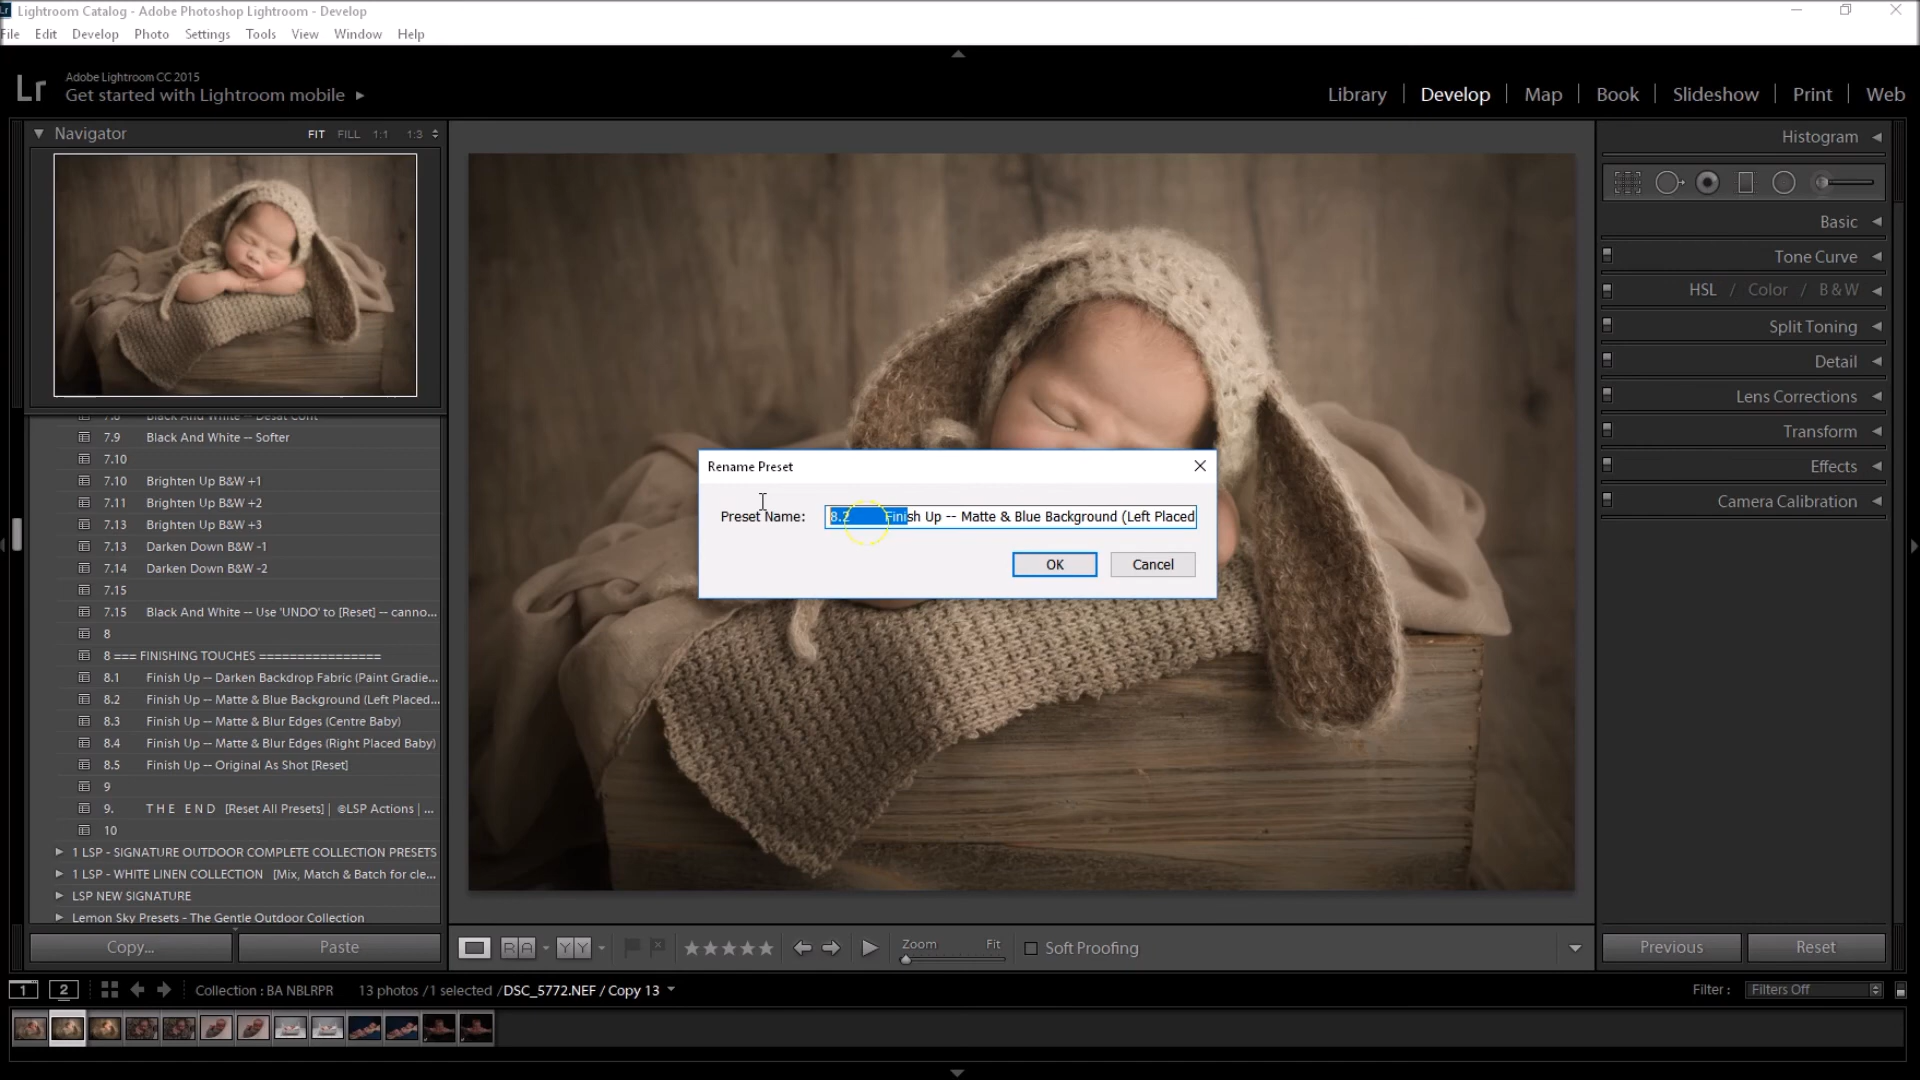 Lightroom Catalog - Adobe Photoshop Lightroom - Develop
File Edit Develop Photo Settings Tools View Window Help
Lr Adobe Lightroom CC 2015
Get started with Lightroom mobile
Library Develop Map Book Slideshow Print Web
Navigator FIT FILL 1:1 1:3
7.8 Black And White -- Desat Cont
7.9 Black And White -- Softer
7.10
7.10 Brighten Up B&W +1
7.11 Brighten Up B&W +2
7.13 Brighten Up B&W +3
7.13 Darken Down B&W -1
7.14 Darken Down B&W -2
7.15
7.15 Black And White -- Use 'UNDO' to [Reset] -- canno...
8
8 === FINISHING TOUCHES ================
8.1 Finish Up -- Darken Backdrop Fabric (Paint Gradie...
8.2 Finish Up -- Matte & Blue Background (Left Placed...
8.3 Finish Up -- Matte & Blur Edges (Centre Baby)
8.4 Finish Up -- Matte & Blur Edges (Right Placed Baby)
8.5 Finish Up -- Original As Shot [Reset]
9
9. T H E E N D [Reset All Presets] | @LSP Actions | ...
10
1 LSP - SIGNATURE OUTDOOR COMPLETE COLLECTION PRESETS
1 LSP - WHITE LINEN COLLECTION [Mix, Match & Batch for cle...
LSP NEW SIGNATURE
Lemon Sky Presets - The Gentle Outdoor Collection
Copy... Paste
Rename Preset
Preset Name: 8.2 Finish Up -- Matte & Blue Background (Left Placed
OK Cancel
Histogram
Basic
Tone Curve
HSL / Color / B&W
Split Toning
Detail
Lens Corrections
Transform
Effects
Camera Calibration
R A Y Y Zoom Fit Soft Proofing
Previous Reset
1 2 Collection : BA NBLRPR 13 photos / 1 selected / DSC_5772.NEF / Copy 13
Filter : Filters Off